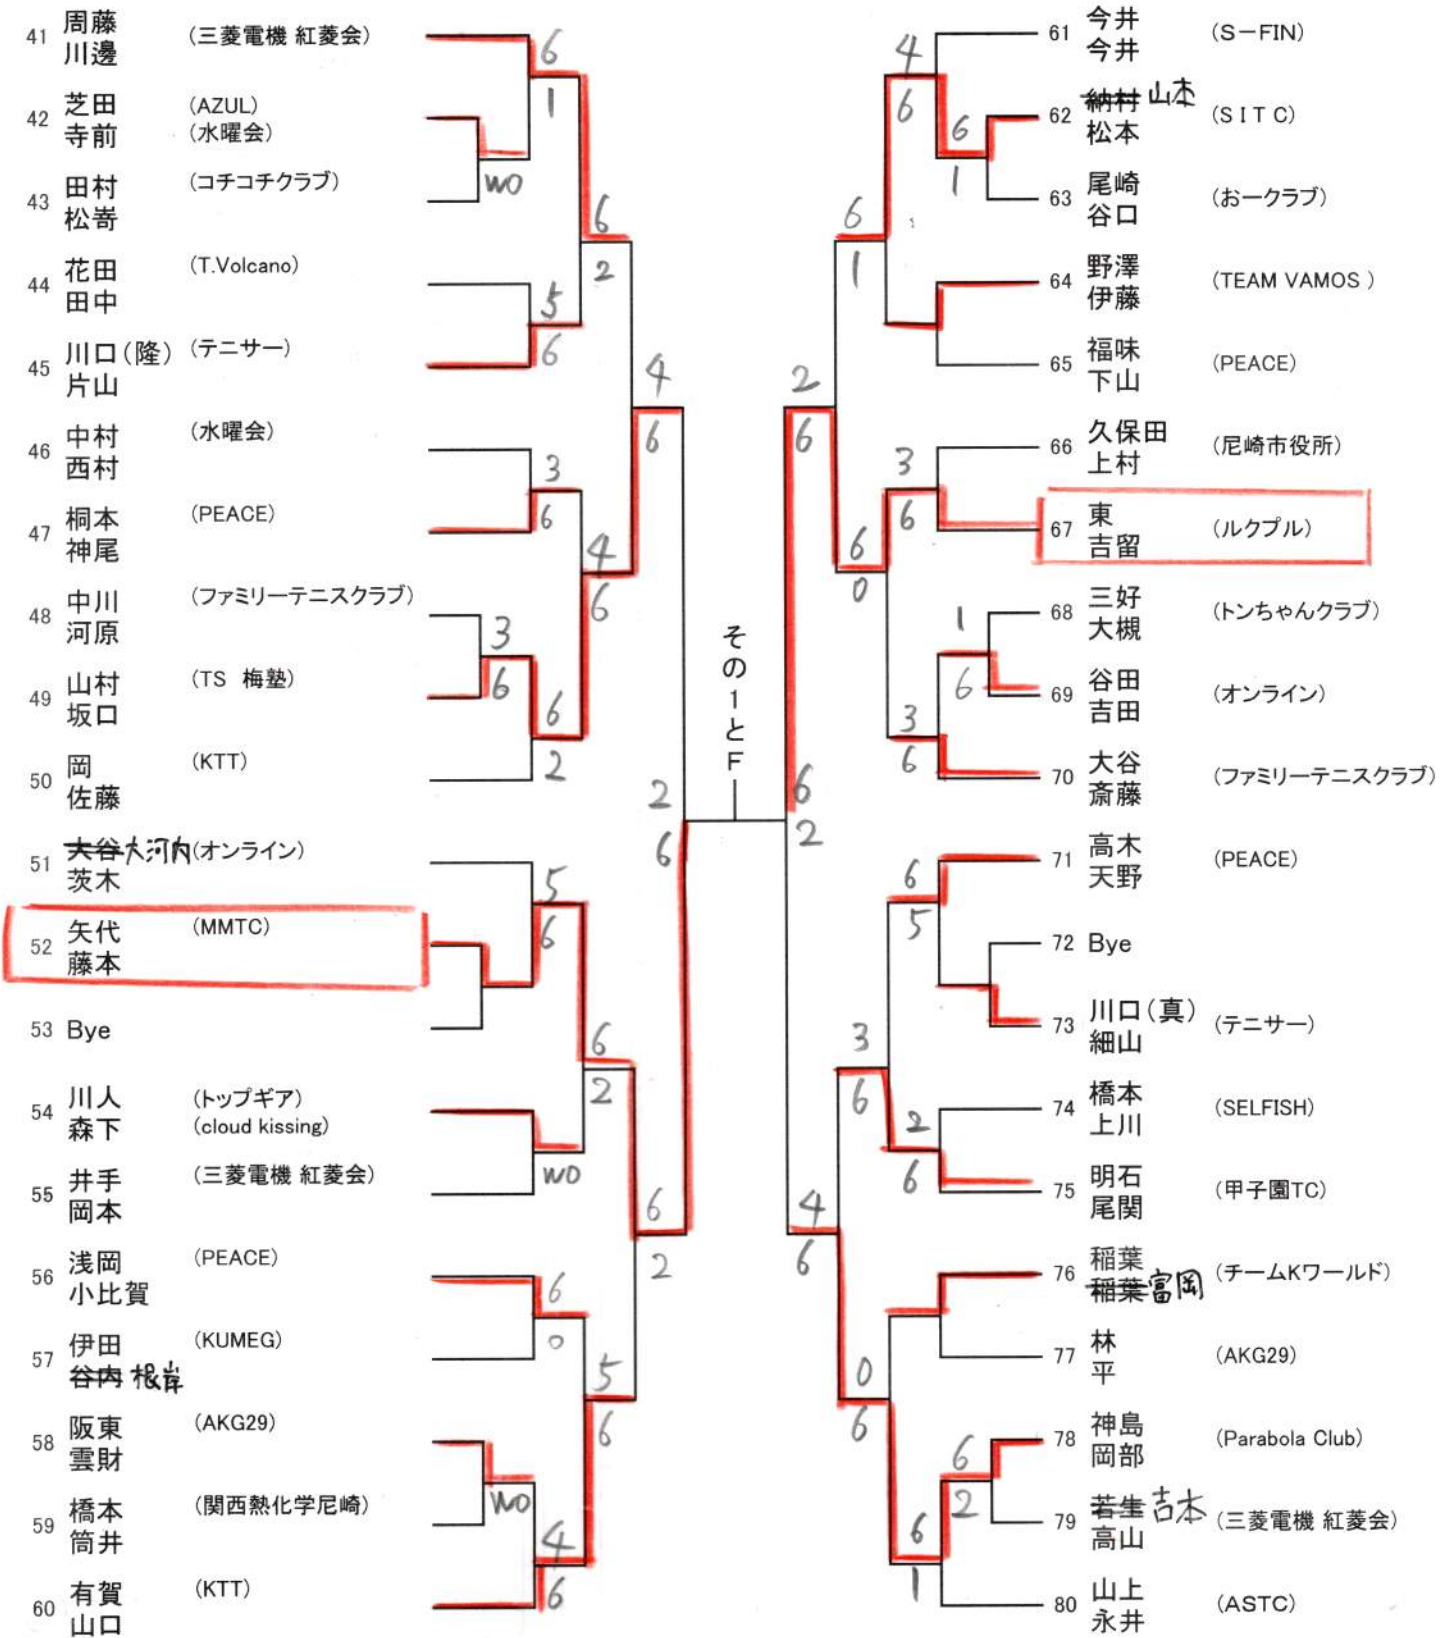 41 周藤 (三菱電機 紅菱会)
川邊
42 芝田 (AZUL)
寺前 (水曜会)
43 田村 (コチコチクラブ)
松嵜
44 花田 (T.Volcano)
田中
45 川口(隆) (テニサー)
片山
46 中村 (水曜会)
西村
47 桐本 (PEACE)
神尾
48 中川 (ファミリーテニスクラブ)
河原
49 山村 (TS 梅塾)
坂口
50 岡 (KTT)
佐藤
51 大谷 大河内 (オンライン)
茨木
52 矢代 (MMTC)
藤本
53 Bye
54 川人 (トップギア)
森下 (cloud kissing)
55 井手 (三菱電機 紅菱会)
岡本
56 浅岡 (PEACE)
小比賀
57 伊田 (KUMEG)
谷内 根岸
58 阪東 (AKG29)
雲財
59 橋本 (関西熱化学尼崎)
筒井
60 有賀 (KTT)
山口
6
1
WO
6
2
5
6
4
6
3
6
4
6
3
6
6
2
2
6
5
6
6
2
WO
6
2
6
0
5
6
WO
4
6
その1とF
4
6
6
1
6
1
2
6
3
6
6
0
1
6
3
6
6
2
6
5
3
6
2
6
4
6
0
6
6
2
6
1
61 今井 (S-FIN)
今井
62 納村 山本 (SITC)
松本
63 尾崎 (おークラブ)
谷口
64 野澤 (TEAM VAMOS )
伊藤
65 福味 (PEACE)
下山
66 久保田 (尼崎市役所)
上村
67 東 (ルクプル)
吉留
68 三好 (トンちゃんクラブ)
大槻
69 谷田 (オンライン)
吉田
70 大谷 (ファミリーテニスクラブ)
斎藤
71 高木 (PEACE)
天野
72 Bye
73 川口(真) (テニサー)
細山
74 橋本 (SELFISH)
上川
75 明石 (甲子園TC)
尾関
76 稲葉 (チームKワールド)
稲葉 富岡
77 林 (AKG29)
平
78 神島 (Parabola Club)
岡部
79 若生 吉本 (三菱電機 紅菱会)
高山
80 山上 (ASTC)
永井